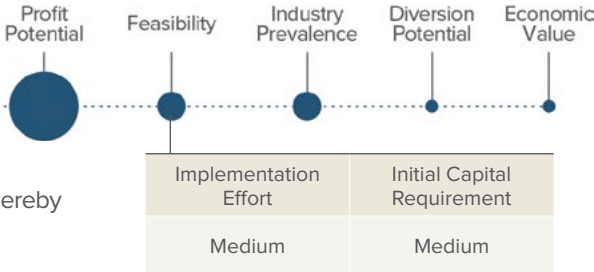 Profit
Potential
Feasibility
Industry
Prevalence
Diversion
Potential
Economic
Value
Implementation
Effort
Initial Capital
Requirement
ereby
Medium
Medium